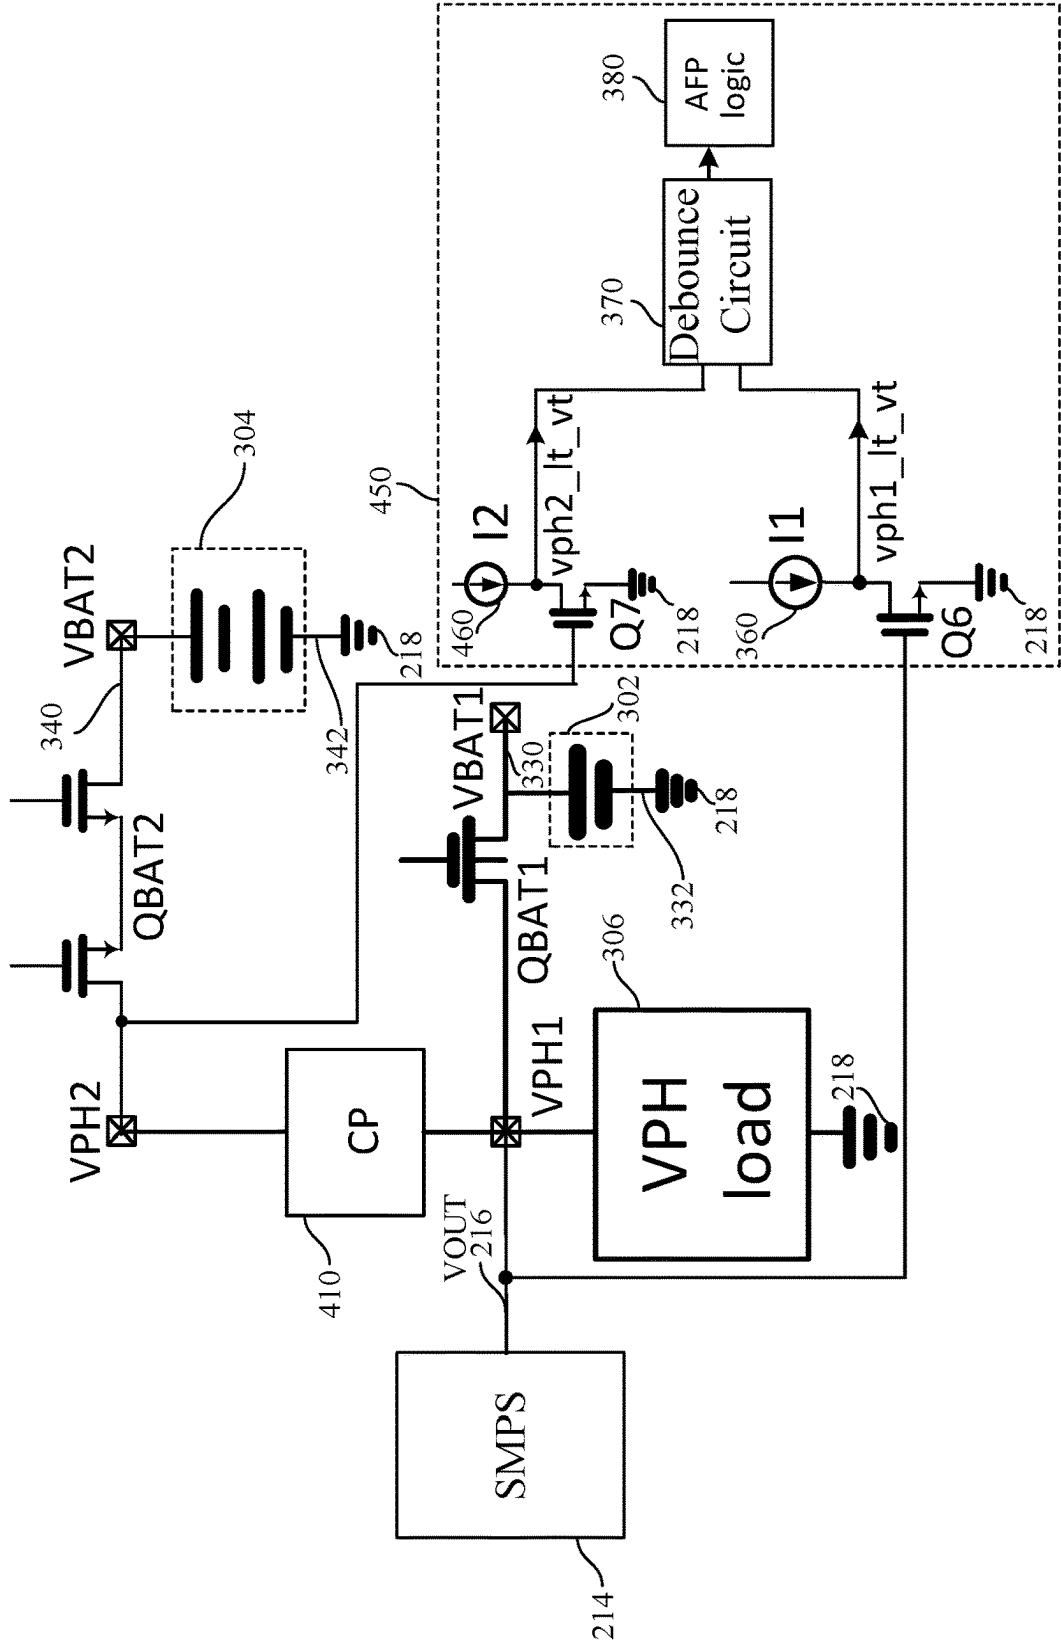 VPH2
QBAT2
340
VBAT2
304
342
218
410
CP
214
SMPS
VOUT
216
VPH1
QBAT1
VBAT1
330
302
332
218
306
VPH
load
218
450
460
I2
vph2_lt_vt
Q7
218
360
I1
vph1_lt_vt
Q6
218
370
Debounce
Circuit
380
AFP
logic